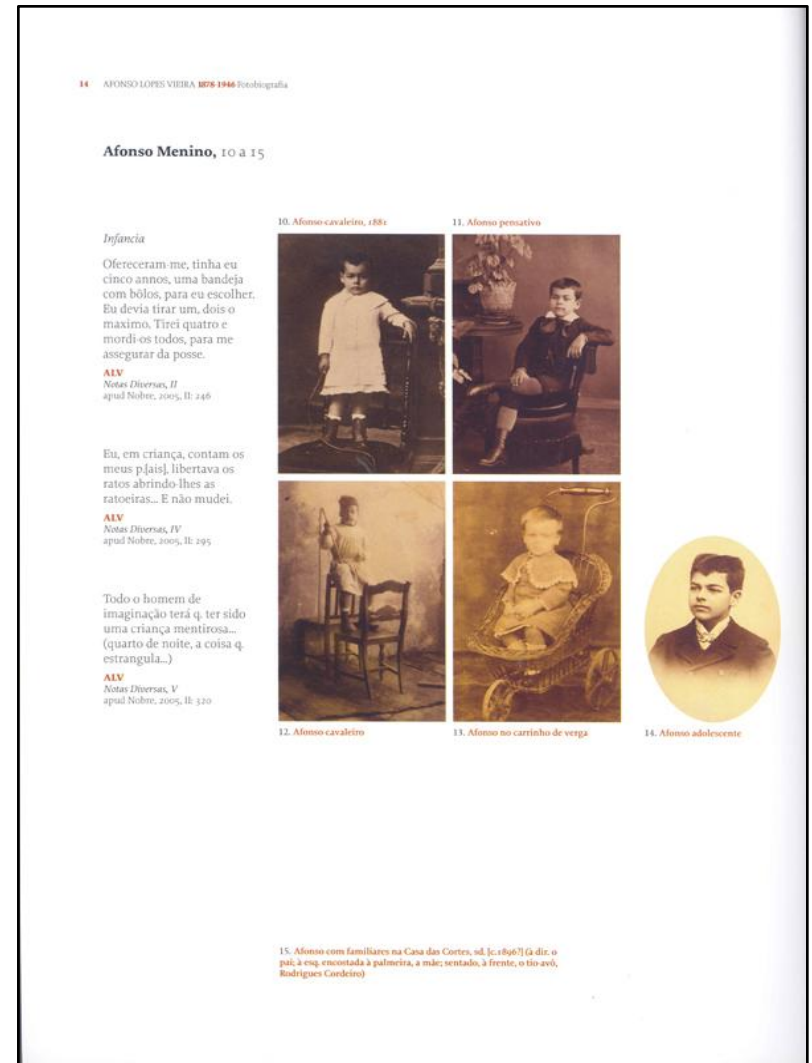 14 AFONSO LOPES VIEIRA 1878-1946 Fotobiografia
Afonso Menino, 10 a 15
Infancia
Ofereceram-me, tinha eu
cinco annos, uma bandeja
com bôlos, para eu escolher.
Eu devia tirar um, dois o
maximo. Tirei quatro e
mordi-os todos, para me
assegurar da posse.
ALV
Notas Diversas, II
apud Nobre, 2005, II: 246
Eu, em criança, contam os
meus p.[ais], libertava os
ratos abrindo-lhes as
ratoeiras... E não mudei.
ALV
Notas Diversas, IV
apud Nobre, 2005, II: 295
Todo o homem de
imaginação terá q. ter sido
uma criança mentirosa...
(quarto de noite, a coisa q.
estrangula...)
ALV
Notas Diversas, V
apud Nobre, 2005, II: 320
10. Afonso-cavaleiro, 1881
11. Afonso pensativo
12. Afonso-cavaleiro
13. Afonso no carrinho de verga
14. Afonso adolescente
15. Afonso com familiares na Casa das Cortes, sd. [c.1896?] (à dir. o
pai; à esq. encostada à palmeira, a mãe; sentado, à frente, o tio-avô,
Rodrigues Cordeiro)